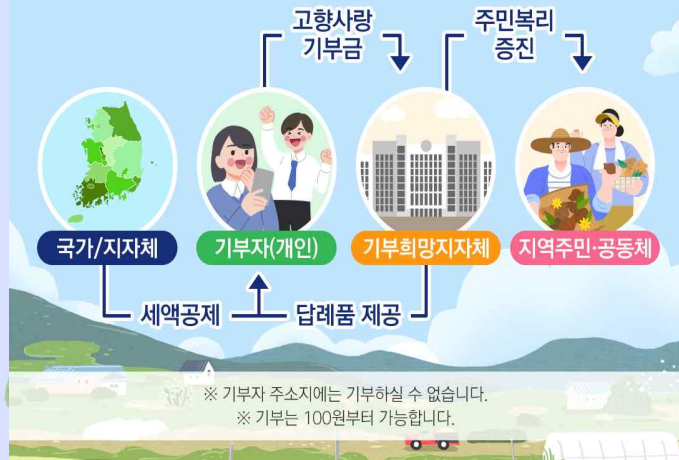 고향사랑
기부금
주민복리
증진
국가/지자체
기부자(개인)
기부희망지자체
지역주민·공동체
세액공제
답례품 제공
※ 기부자 주소지에는 기부하실 수 없습니다.
※ 기부는 100원부터 가능합니다.